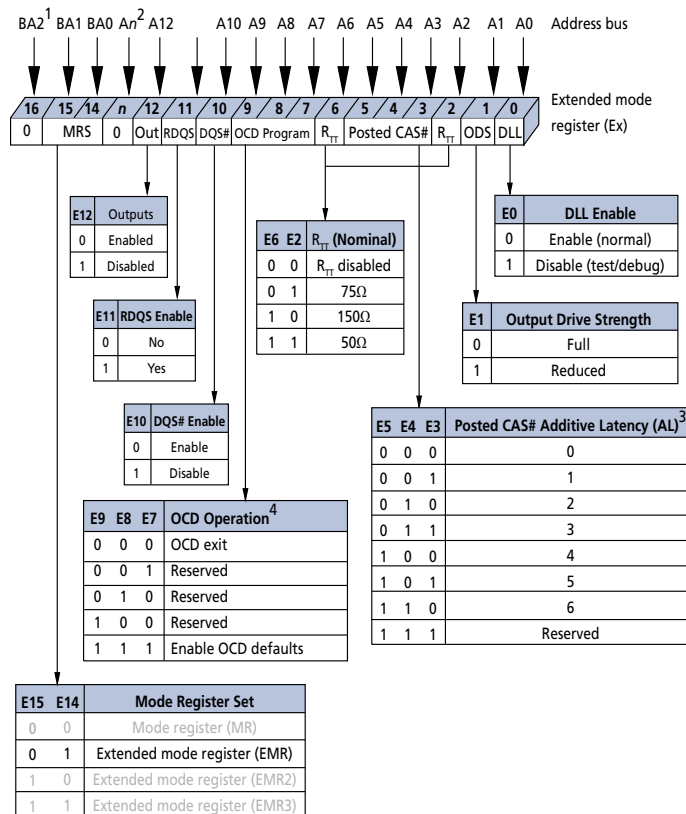 BA2¹ BA1 BA0 An² A12 A10 A9 A8 A7 A6 A5 A4 A3 A2 A1 A0 Address bus
16 15 14 n 12 11 10 9 8 7 6 5 4 3 2 1 0 Extended mode
0 MRS 0 Out RDQS DQS# OCD Program RTT Posted CAS# RTT ODS DLL register (Ex)
E12 Outputs
0 Enabled
1 Disabled
E6 E2 RTT (Nominal)
0 0 RTT disabled
0 1 75Ω
1 0 150Ω
1 1 50Ω
E0 DLL Enable
0 Enable (normal)
1 Disable (test/debug)
E11 RDQS Enable
0 No
1 Yes
E1 Output Drive Strength
0 Full
1 Reduced
E10 DQS# Enable
0 Enable
1 Disable
E5 E4 E3 Posted CAS# Additive Latency (AL)³
0 0 0 0
0 0 1 1
0 1 0 2
0 1 1 3
1 0 0 4
1 0 1 5
1 1 0 6
1 1 1 Reserved
E9 E8 E7 OCD Operation⁴
0 0 0 OCD exit
0 0 1 Reserved
0 1 0 Reserved
1 0 0 Reserved
1 1 1 Enable OCD defaults
E15 E14 Mode Register Set
0 0 Mode register (MR)
0 1 Extended mode register (EMR)
1 0 Extended mode register (EMR2)
1 1 Extended mode register (EMR3)